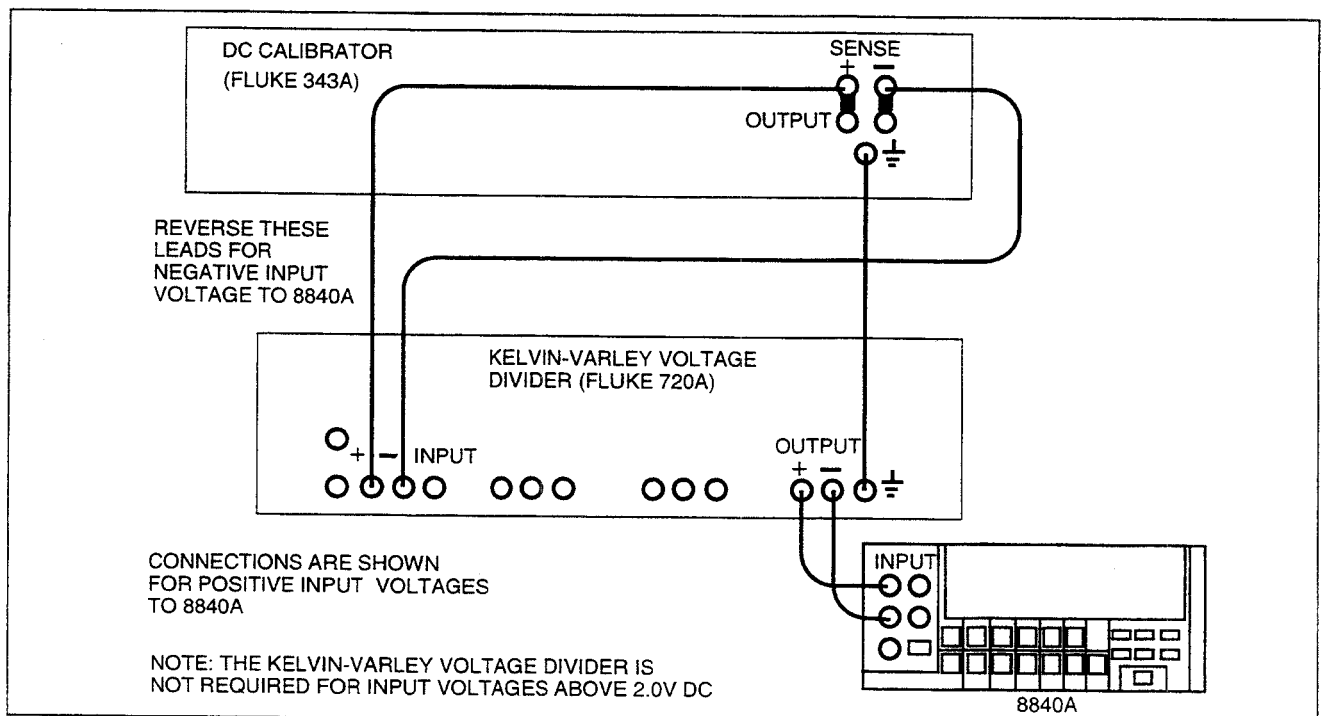 DC CALIBRATOR
(FLUKE 343A)
SENSE
+ −
OUTPUT
REVERSE THESE
LEADS FOR
NEGATIVE INPUT
VOLTAGE TO 8840A
KELVIN-VARLEY VOLTAGE
DIVIDER (FLUKE 720A)
+ − INPUT
OUTPUT
+ −
CONNECTIONS ARE SHOWN
FOR POSITIVE INPUT VOLTAGES
TO 8840A
INPUT
NOTE: THE KELVIN-VARLEY VOLTAGE DIVIDER IS
NOT REQUIRED FOR INPUT VOLTAGES ABOVE 2.0V DC
8840A